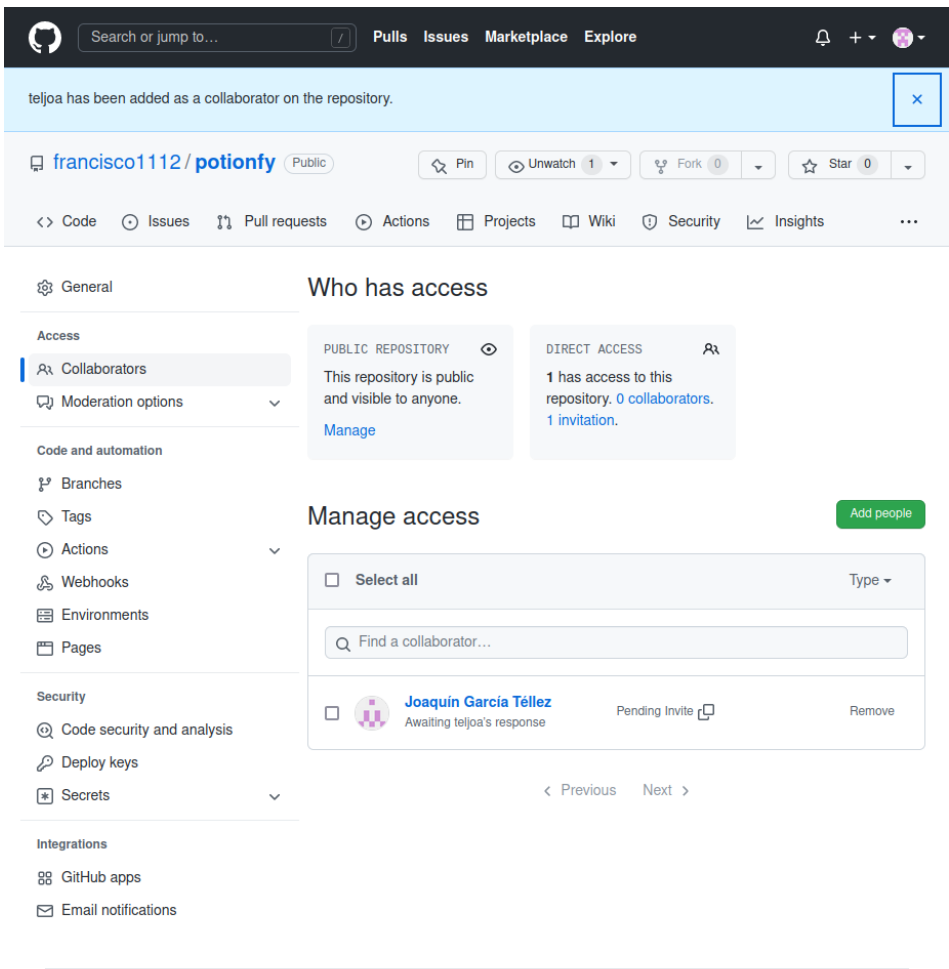 Search or jump to… /
Pulls Issues Marketplace Explore
teljoa has been added as a collaborator on the repository.
francisco1112 / potionfy Public
Pin
Unwatch 1
Fork 0
Star 0
Code
Issues
Pull requests
Actions
Projects
Wiki
Security
Insights
General
Access
Collaborators
Moderation options
Code and automation
Branches
Tags
Actions
Webhooks
Environments
Pages
Security
Code security and analysis
Deploy keys
Secrets
Integrations
GitHub apps
Email notifications
Who has access
PUBLIC REPOSITORY
This repository is public
and visible to anyone.
Manage
DIRECT ACCESS
1 has access to this
repository. 0 collaborators.
1 invitation.
Manage access
Add people
Select all
Type
Find a collaborator…
Joaquín García Téllez
Awaiting teljoa's response
Pending Invite
Remove
Previous
Next